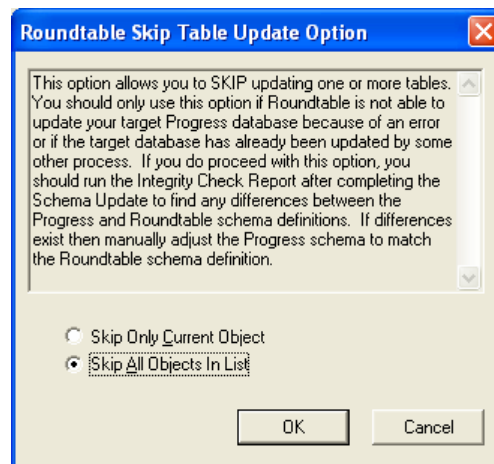 Roundtable Skip Table Update Option
This option allows you to SKIP updating one or more tables.
You should only use this option if Roundtable is not able to
update your target Progress database because of an error
or if the target database has already been updated by some
other process.  If you do proceed with this option, you
should run the Integrity Check Report after completing the
Schema Update to find any differences between the
Progress and Roundtable schema definitions.  If differences
exist then manually adjust the Progress schema to match
the Roundtable schema definition.
Skip Only Current Object
Skip All Objects In List
OK Cancel